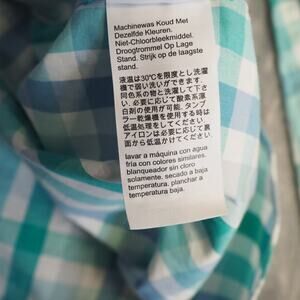 Machinewas Koud Met
Dezelfde Kleuren.
Niet-Chloorbleekmiddel.
Droogtrommel Op Lage
Stand. Strijk op de laagste
stand.
液温は30℃を限度とし洗濯
機で弱い洗いができます。
同色系の物と洗濯して下さ
い。必要に応じて酸素系漂
白剤の使用が可能。タンブ
ラー乾燥機を使用する時は
低温処理をしてください。
アイロンは必要に応じて裏
面から低温かけてください。
lavar a máquina con agua
fria con colores similares.
blanqueador sin cloro
solamente. secado a baja
temperatura. planchar a
temperatura baja.